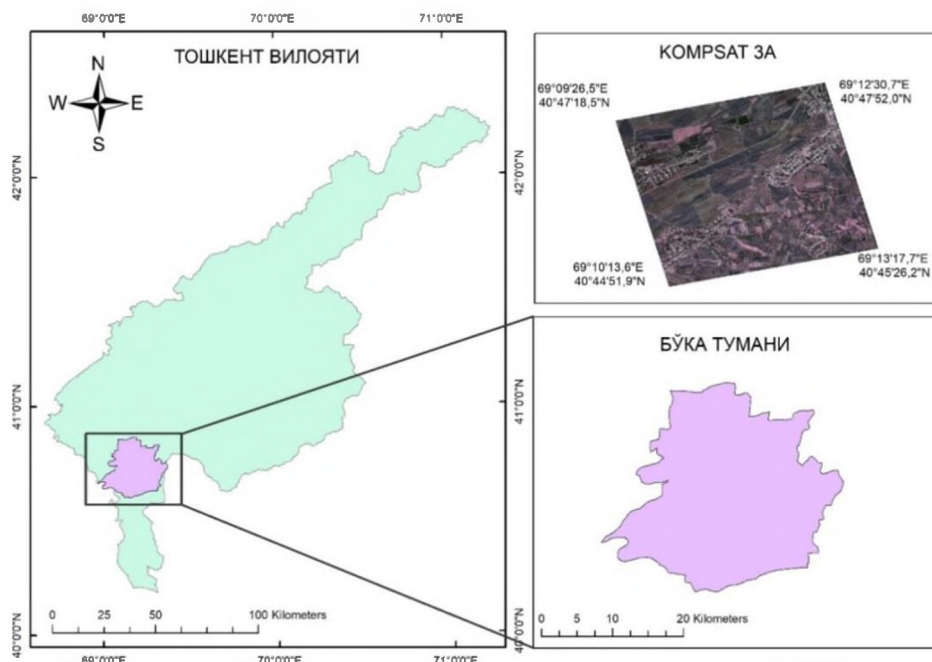 69°0'0"E
70°0'0"E
71°0'0"E
ТОШКЕНТ ВИЛОЯТИ
N
W
E
S
42°0'0"N
42°0'0"N
41°0'0"N
41°0'0"N
40°0'0"N
40°0'0"N
0 25 50 100 Kilometers
69°0'0"E
70°0'0"E
71°0'0"E
KOMPSAT 3A
69°09'26,5"E
40°47'18,5"N
69°12'30,7"E
40°47'52,0"N
69°10'13,6"E
40°44'51,9"N
69°13'17,7"E
40°45'26,2"N
БЎКА ТУМАНИ
0 10 20 Kilometers